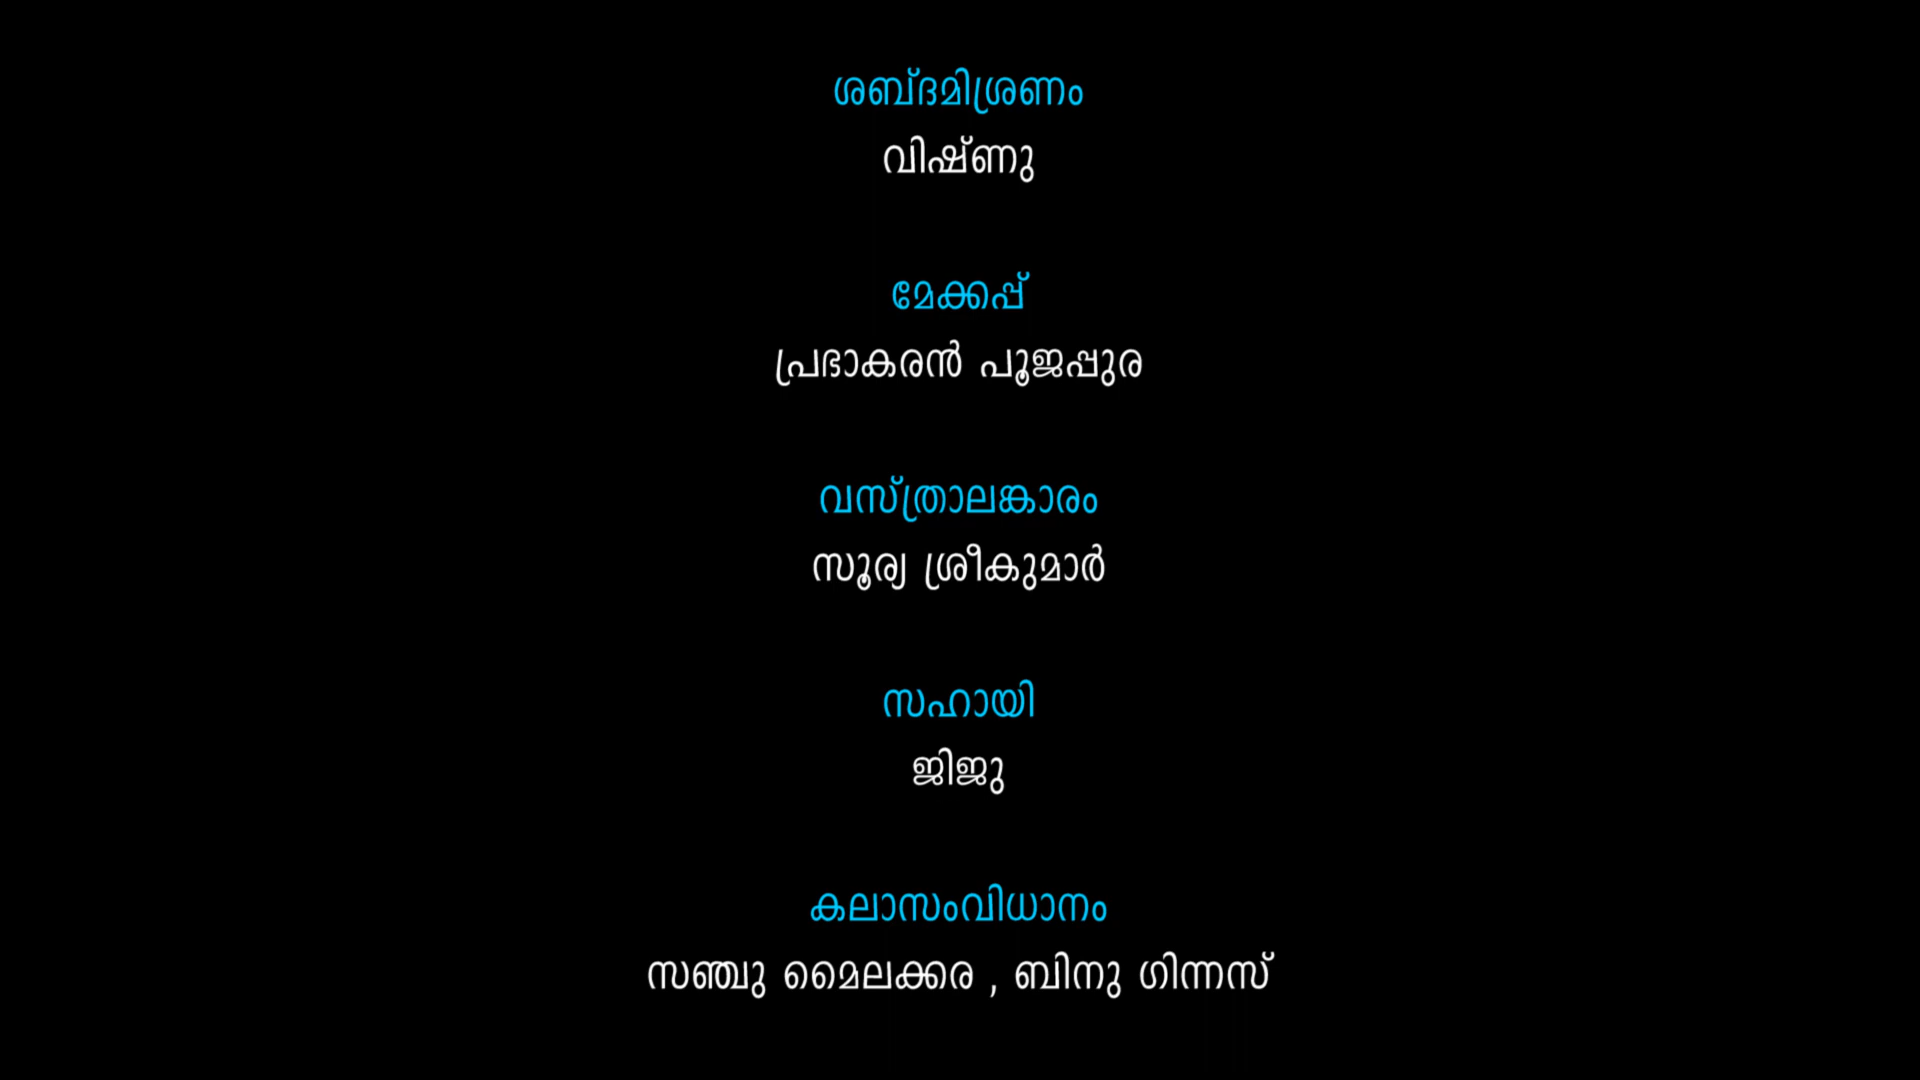 ശബ്ദമിശ്രണം
വിഷ്ണു
മേക്കപ്പ്
പ്രഭാകരൻ പൂജപ്പുര
വസ്ത്രാലങ്കാരം
സൂര്യ ശ്രീകുമാർ
സഹായി
ജിജു
കലാസംവിധാനം
സഞ്ചു മൈലക്കര , ബിനു ഗിന്നസ്